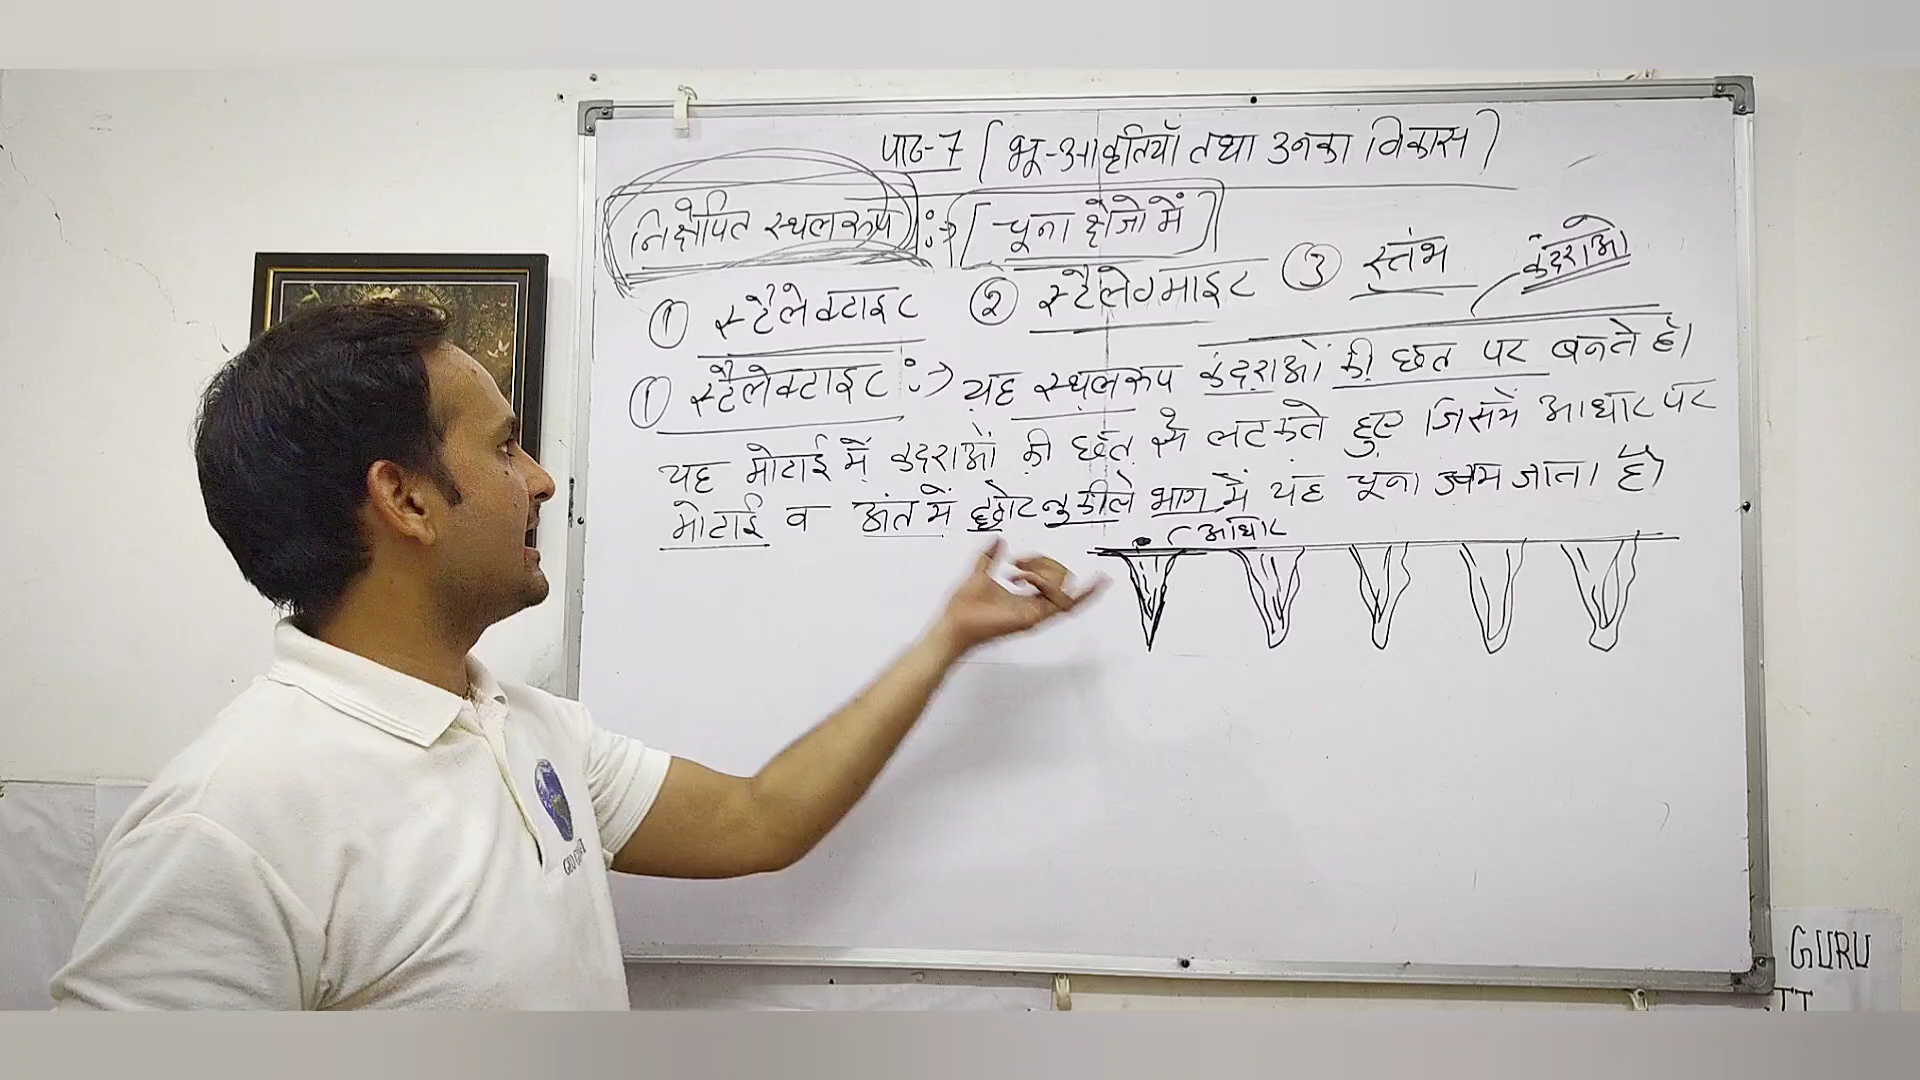 पाठ-7 [भू-आकृतियाँ तथा उनका विकास]
निक्षेपित स्थलरूप :→ [चूना क्षेत्रो में]
① स्टैलेक्टाइट ② स्टैलेगमाइट ③ स्तंभ कंदराओ
① स्टैलेक्टाइट :→ यह स्थलरूप कंदराओं की छत पर बनते है।
यह मोटाई में कंदराओं की छत से लटकते हुए जिसमें आधार पर
मोटाई व अंत में छोट नुकीले भाग में यह चूना जम जाता है।
आधार
GURU